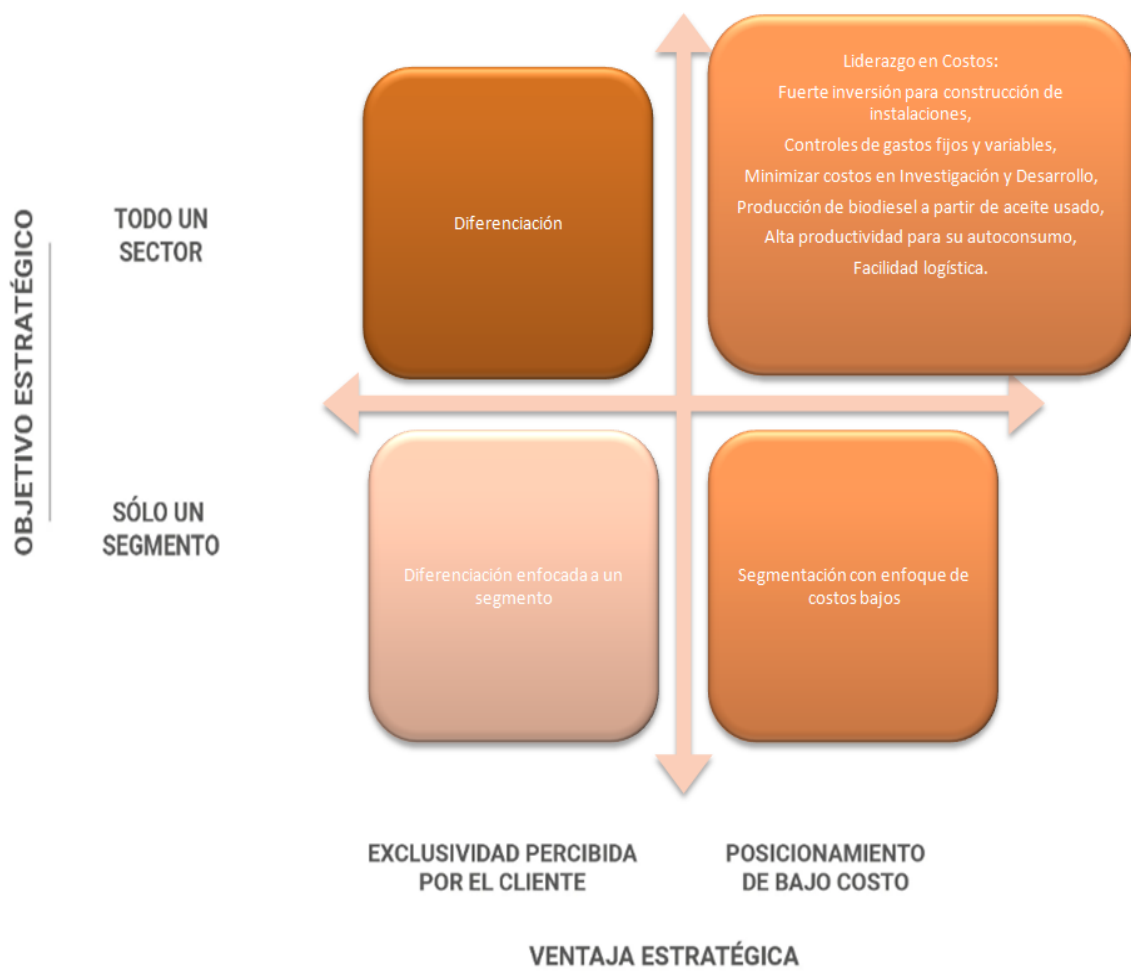 Liderazgo en Costos:
Fuerte inversión para construcción de
instalaciones,
Controles de gastos fijos y variables,
Minimizar costos en Investigación y Desarrollo,
Producción de biodiesel a partir de aceite usado,
Alta productividad para su autoconsumo,
Facilidad logística.
Diferenciación
OBJETIVO ESTRATÉGICO
TODO UN
SECTOR
SÓLO UN
SEGMENTO
Diferenciación enfocada a un
segmento
Segmentación con enfoque de
costos bajos
EXCLUSIVIDAD PERCIBIDA
POR EL CLIENTE
POSICIONAMIENTO
DE BAJO COSTO
VENTAJA ESTRATÉGICA